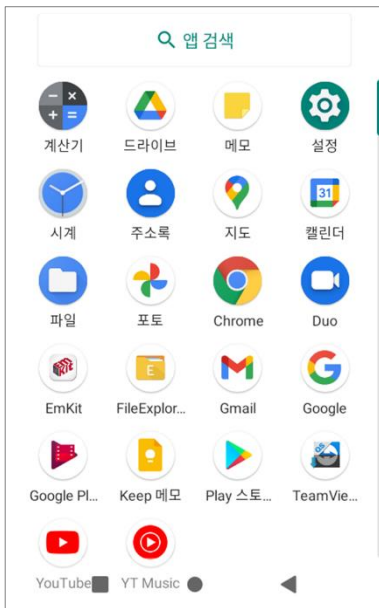 앱 검색
계산기 드라이브 메모 설정
시계 주소록 지도 31 캘린더
파일 포토 Chrome Duo
EmKit FileExplor... Gmail Google
Google Pl... Keep 메모 Play 스토... TeamVie...
YouTube YT Music